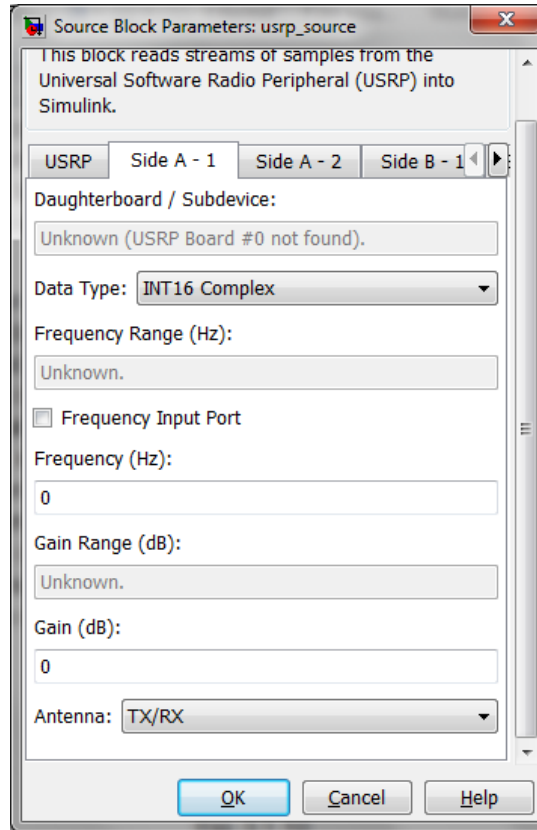 Source Block Parameters: usrp_source
This block reads streams of samples from the
Universal Software Radio Peripheral (USRP) into
Simulink.
USRP Side A - 1 Side A - 2 Side B - 1
Daughterboard / Subdevice:
Unknown (USRP Board #0 not found).
Data Type: INT16 Complex
Frequency Range (Hz):
Unknown.
Frequency Input Port
Frequency (Hz):
0
Gain Range (dB):
Unknown.
Gain (dB):
0
Antenna: TX/RX
OK Cancel Help